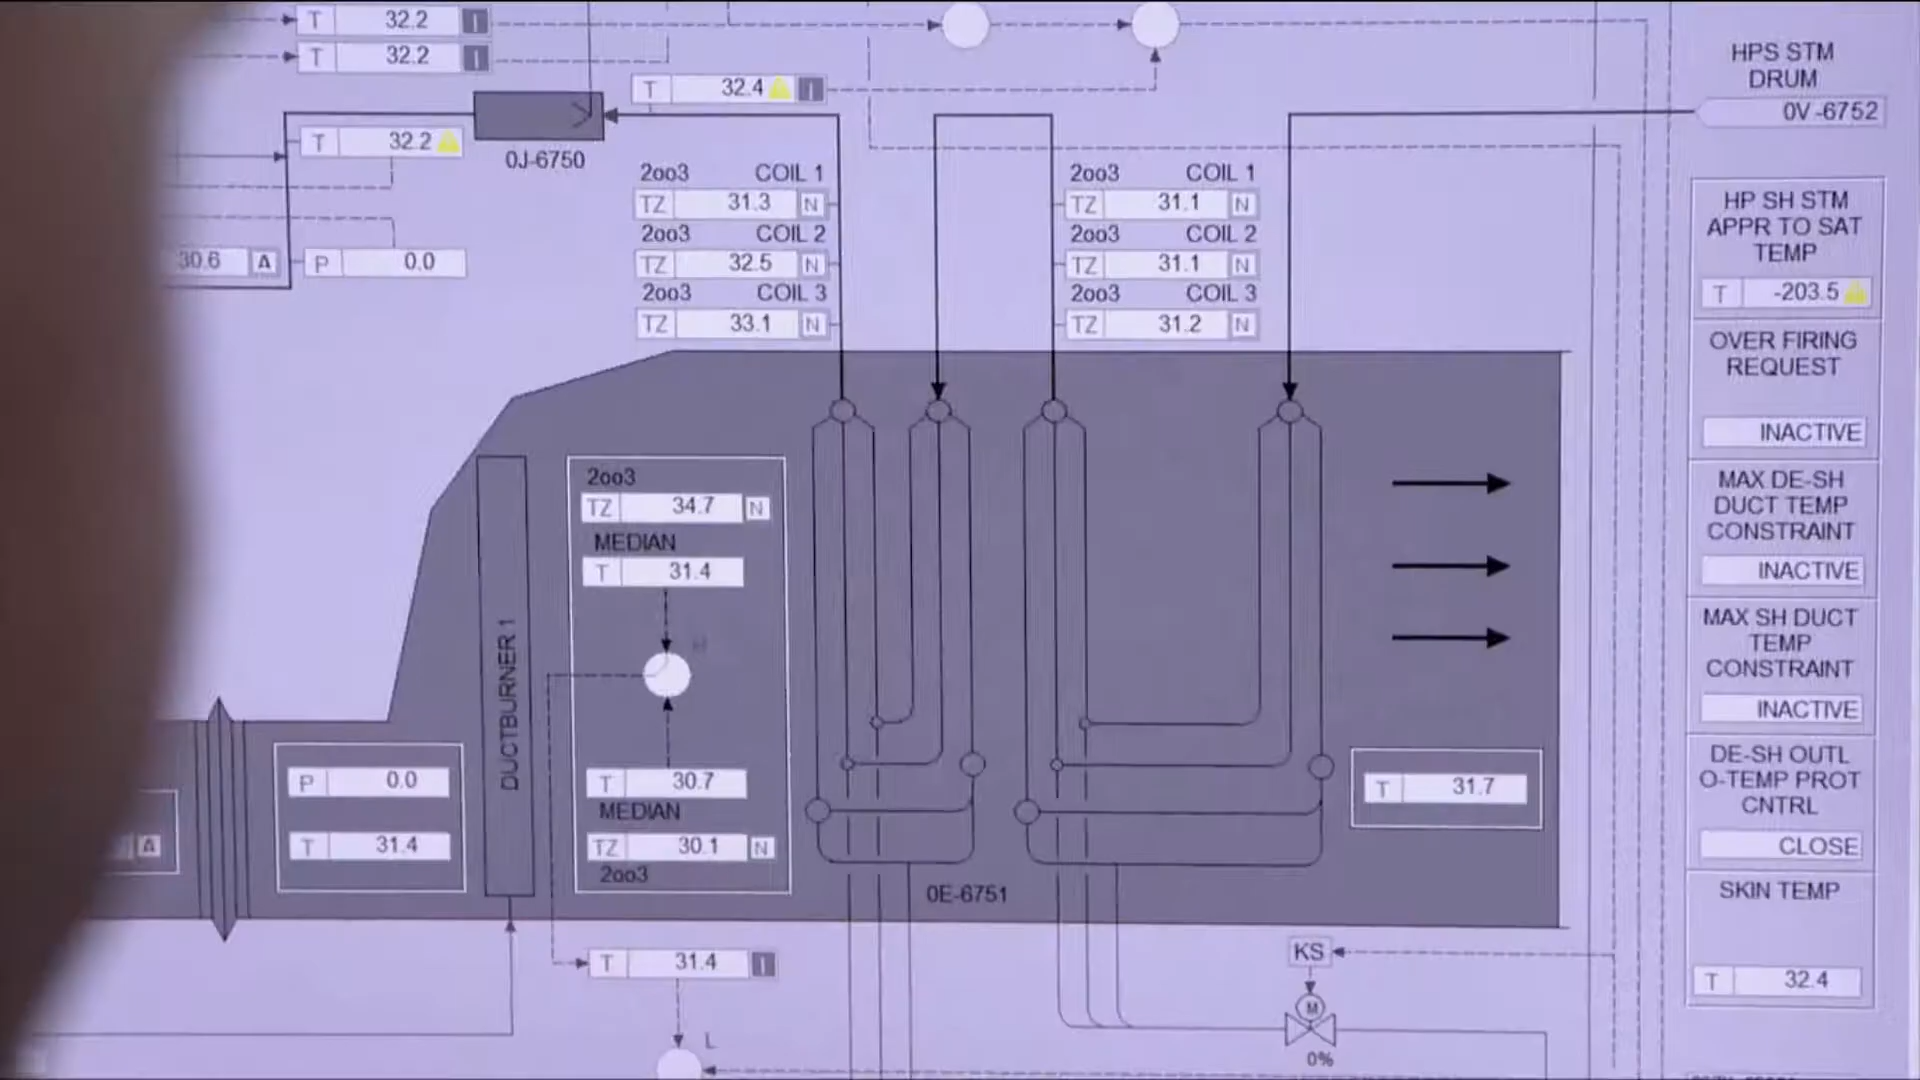 T 32.2 I
T 32.2 I
T 32.4 I
T 32.2
0J-6750
30.6 A
P 0.0
2oo3 COIL 1
TZ 31.3 N
2oo3 COIL 2
TZ 32.5 N
2oo3 COIL 3
TZ 33.1 N
2oo3 COIL 1
TZ 31.1 N
2oo3 COIL 2
TZ 31.1 N
2oo3 COIL 3
TZ 31.2 N
HPS STM
DRUM
0V-6752
HP SH STM
APPR TO SAT
TEMP
T -203.5
OVER FIRING
REQUEST
INACTIVE
MAX DE-SH
DUCT TEMP
CONSTRAINT
INACTIVE
MAX SH DUCT
TEMP
CONSTRAINT
INACTIVE
DE-SH OUTL
O-TEMP PROT
CNTRL
CLOSE
SKIN TEMP
T 32.4
DUCTBURNER 1
2oo3
TZ 34.7 N
MEDIAN
T 31.4
H
T 30.7
MEDIAN
TZ 30.1 N
2oo3
A
P 0.0
T 31.4
0E-6751
T 31.7
T 31.4 I
L
KS
M
0%